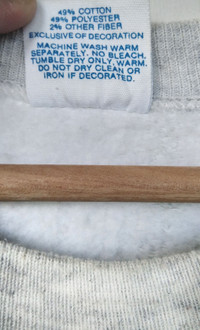 49% COTTON
49% POLYESTER
2% OTHER FIBER
EXCLUSIVE OF DECORATION
MACHINE WASH WARM
SEPARATELY. NO BLEACH.
TUMBLE DRY ONLY, WARM.
DO NOT DRY CLEAN OR
IRON IF DECORATED.